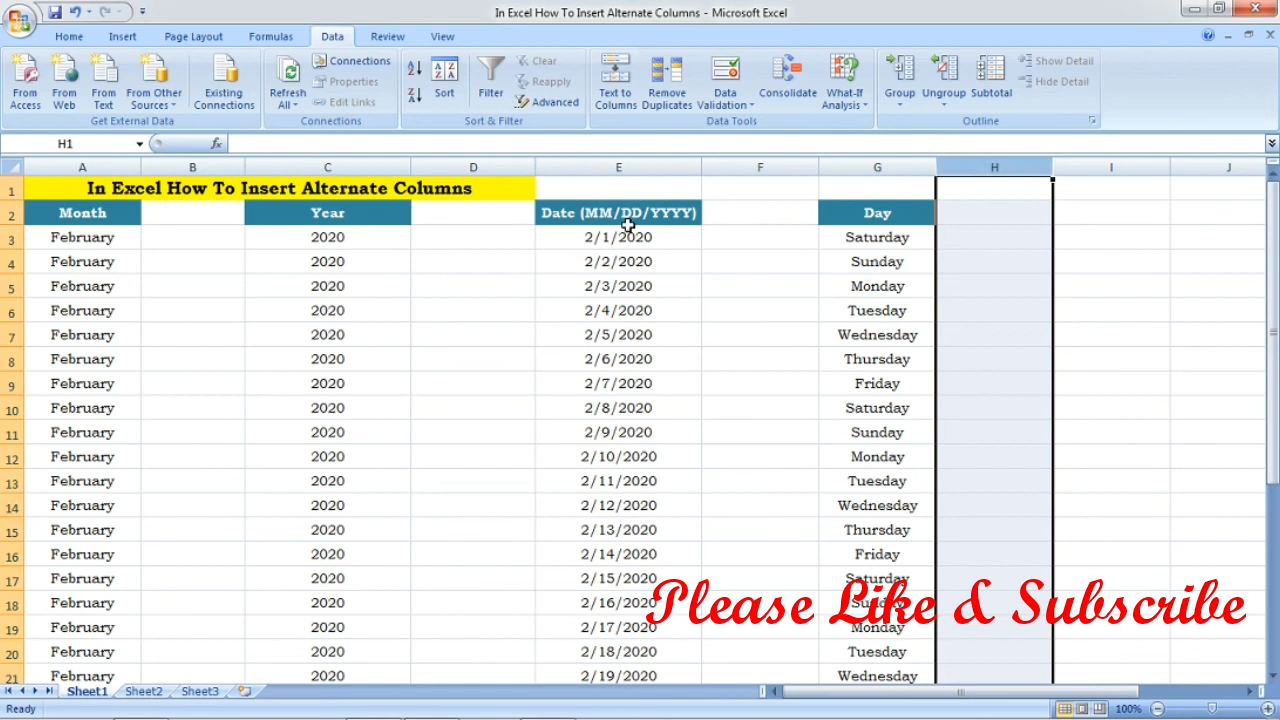 In Excel How To Insert Alternate Columns - Microsoft Excel
Home Insert Page Layout Formulas Data Review View
From Access
From Web
From Text
From Other Sources
Existing Connections
Get External Data
Refresh All
Connections
Properties
Edit Links
Connections
Sort
Filter
Clear
Reapply
Advanced
Sort & Filter
Text to Columns
Remove Duplicates
Data Validation
Consolidate
What-If Analysis
Data Tools
Group
Ungroup
Subtotal
Show Detail
Hide Detail
Outline
H1 fx
A B C D E F G H I J
1 In Excel How To Insert Alternate Columns
2 Month Year Date (MM/DD/YYYY) Day
3 February 2020 2/1/2020 Saturday
4 February 2020 2/2/2020 Sunday
5 February 2020 2/3/2020 Monday
6 February 2020 2/4/2020 Tuesday
7 February 2020 2/5/2020 Wednesday
8 February 2020 2/6/2020 Thursday
9 February 2020 2/7/2020 Friday
10 February 2020 2/8/2020 Saturday
11 February 2020 2/9/2020 Sunday
12 February 2020 2/10/2020 Monday
13 February 2020 2/11/2020 Tuesday
14 February 2020 2/12/2020 Wednesday
15 February 2020 2/13/2020 Thursday
16 February 2020 2/14/2020 Friday
17 February 2020 2/15/2020 Saturday
18 February 2020 2/16/2020 Sunday
Please Like & Subscribe
19 February 2020 2/17/2020 Monday
20 February 2020 2/18/2020 Tuesday
21 February 2020 2/19/2020 Wednesday
Sheet1 Sheet2 Sheet3
Ready 100%